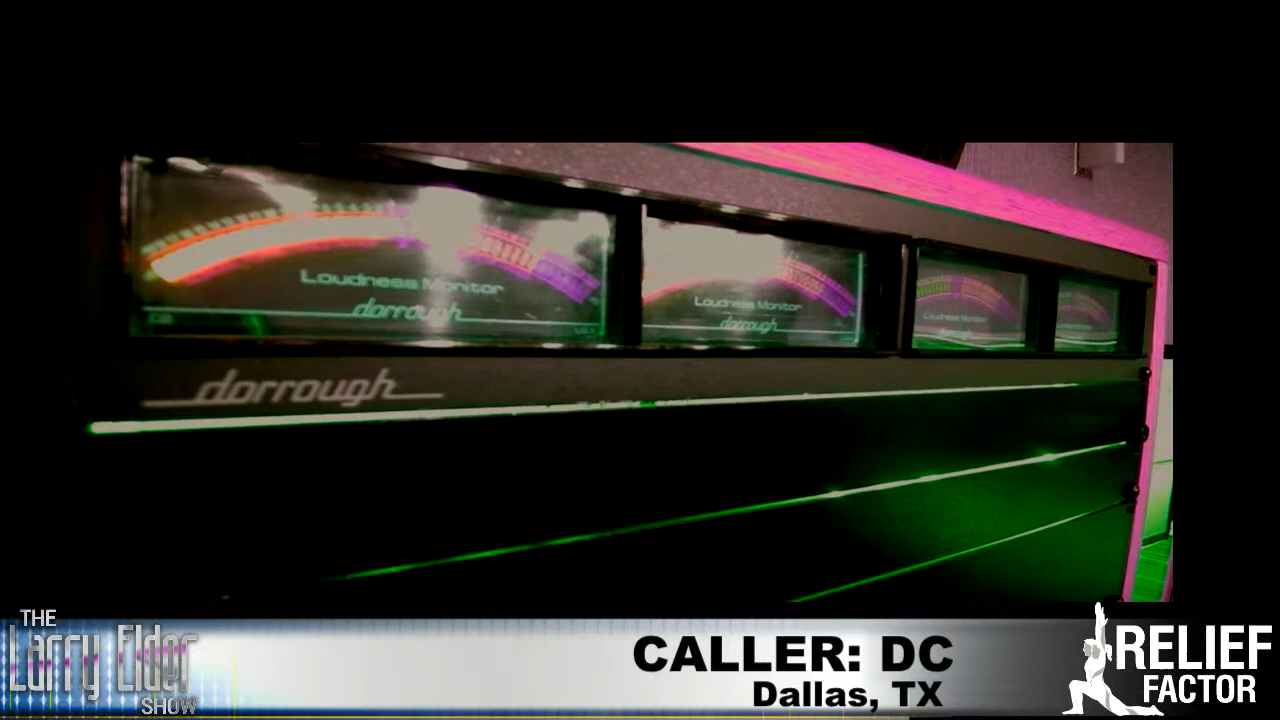 Loudness Monitor
dorrough
U.S.A.
Loudness Monitor
dorrough
Loudness Monitor
dorrough
dorrough
THE
Larry Elder
SHOW
CALLER: DC
Dallas, TX
RELIEF
FACTOR